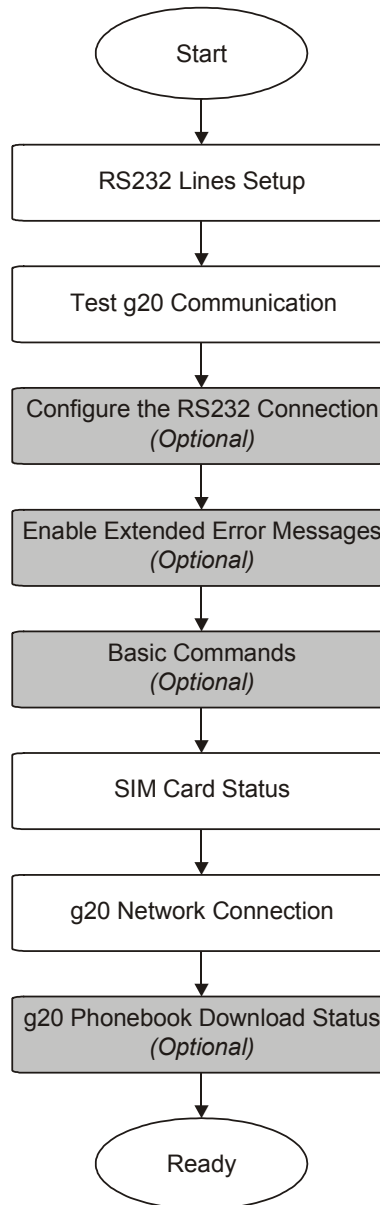 Start
RS232 Lines Setup
Test g20 Communication
Configure the RS232 Connection
(Optional)
Enable Extended Error Messages
(Optional)
Basic Commands
(Optional)
SIM Card Status
g20 Network Connection
g20 Phonebook Download Status
(Optional)
Ready